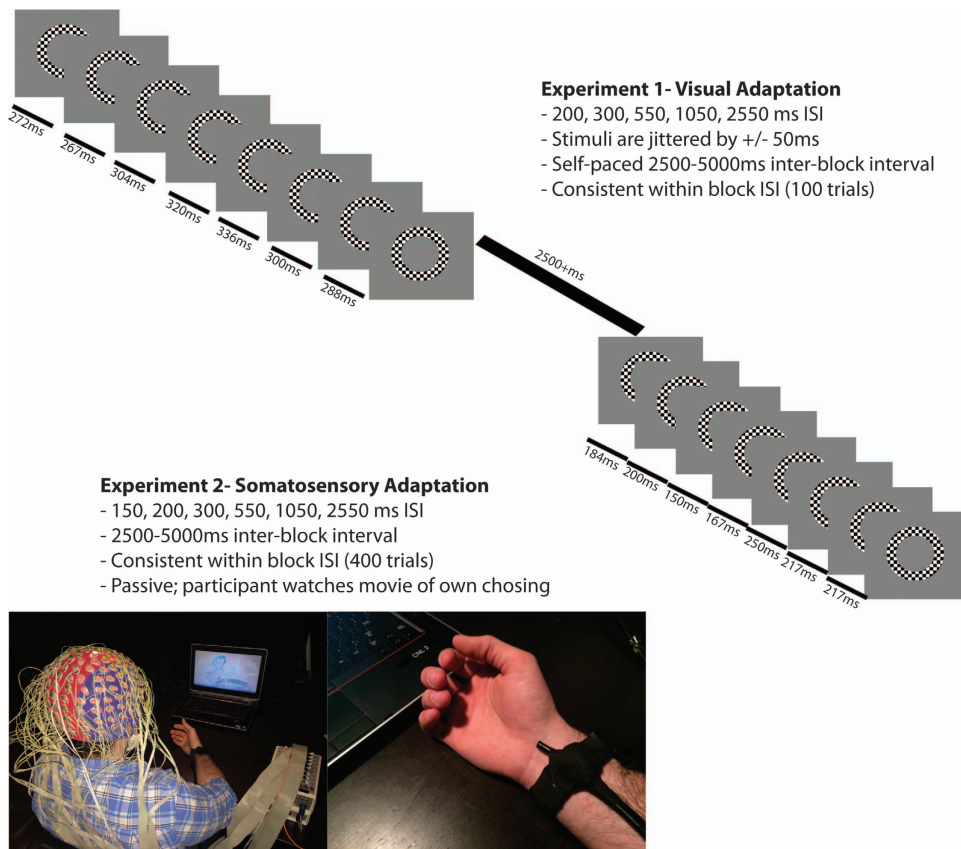 272ms
267ms
304ms
320ms
336ms
300ms
288ms
Experiment 1- Visual Adaptation
- 200, 300, 550, 1050, 2550 ms ISI
- Stimuli are jittered by +/- 50ms
- Self-paced 2500-5000ms inter-block interval
- Consistent within block ISI (100 trials)
2500+ms
184ms
200ms
150ms
167ms
250ms
217ms
217ms
Experiment 2- Somatosensory Adaptation
- 150, 200, 300, 550, 1050, 2550 ms ISI
- 2500-5000ms inter-block interval
- Consistent within block ISI (400 trials)
- Passive; participant watches movie of own chosing
CNL 2